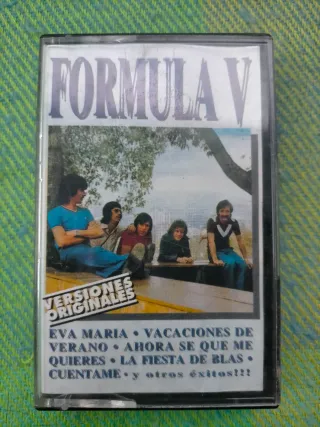 FORMULA V
VERSIONES
ORIGINALES
EVA MARIA · VACACIONES DE
VERANO · AHORA SE QUE ME
QUIERES · LA FIESTA DE BLAS ·
CUENTAME · y otros éxitos!!!